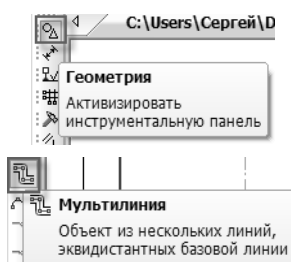 C:\Users\Сергей\D
Геометрия
Активизировать
инструментальную панель
Мультилиния
Объект из нескольких линий,
эквидистантных базовой линии